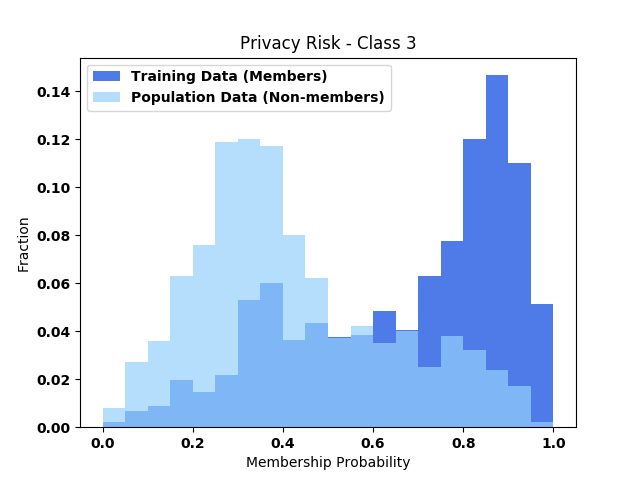 Privacy Risk - Class 3
Training Data (Members)
Population Data (Non-members)
0.14
0.12
0.10
0.08
0.06
0.04
0.02
0.00
Fraction
0.0 0.2 0.4 0.6 0.8 1.0
Membership Probability